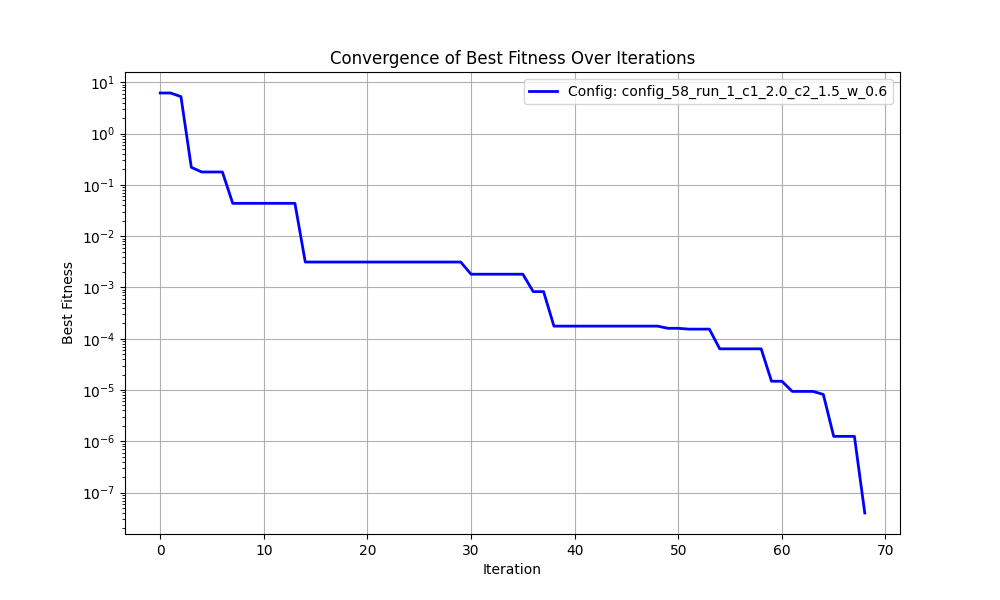 Convergence of Best Fitness Over Iterations
Config: config_58_run_1_c1_2.0_c2_1.5_w_0.6
Best Fitness
10¹
10⁰
10⁻¹
10⁻²
10⁻³
10⁻⁴
10⁻⁵
10⁻⁶
10⁻⁷
0 10 20 30 40 50 60 70
Iteration